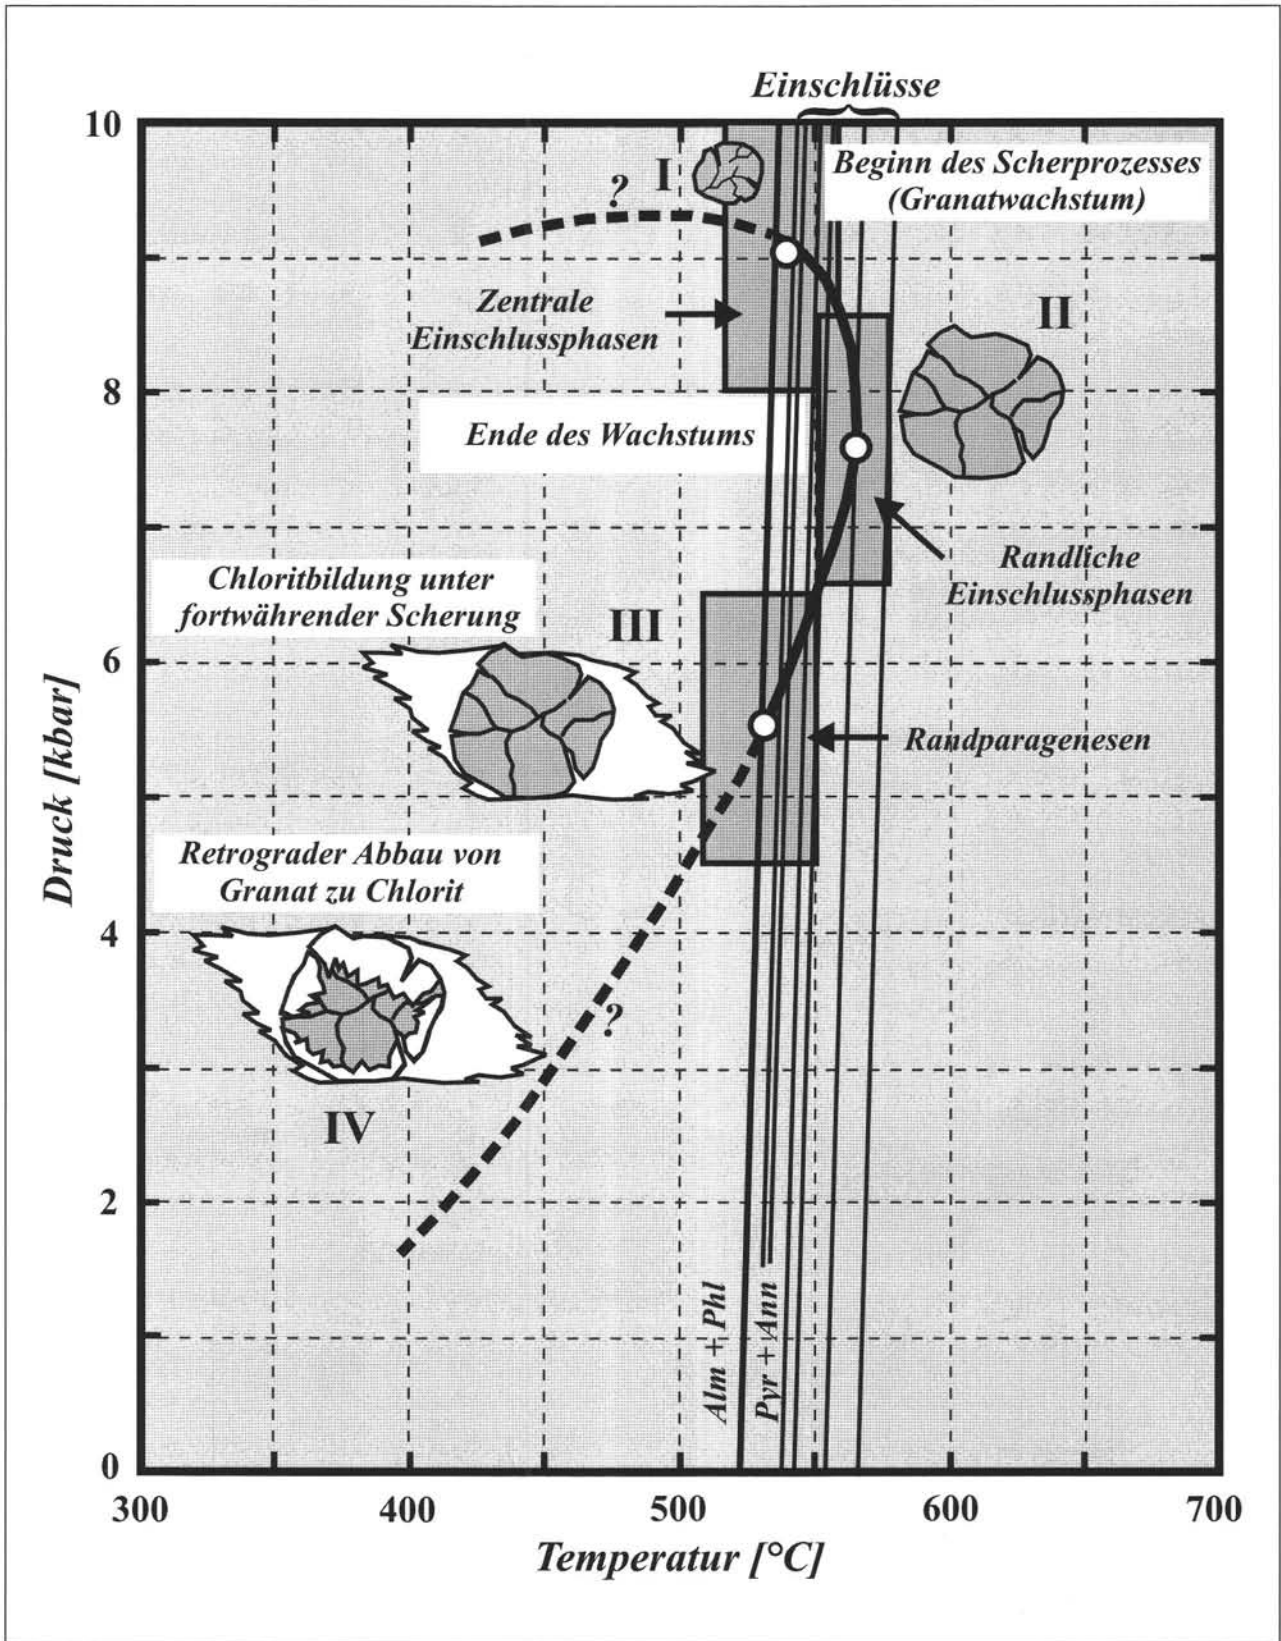 Einschlüsse
10
I
Beginn des Scherprozesses
(Granatwachstum)
?
Zentrale
Einschlussphasen
II
8
Ende des Wachstums
Randliche
Einschlussphasen
Chloritbildung unter
fortwährender Scherung
III
6
Randparagenesen
Druck [kbar]
Retrograder Abbau von
Granat zu Chlorit
4
?
IV
2
Alm + Phl
Pyr + Ann
0
300
400
500
600
700
Temperatur [°C]